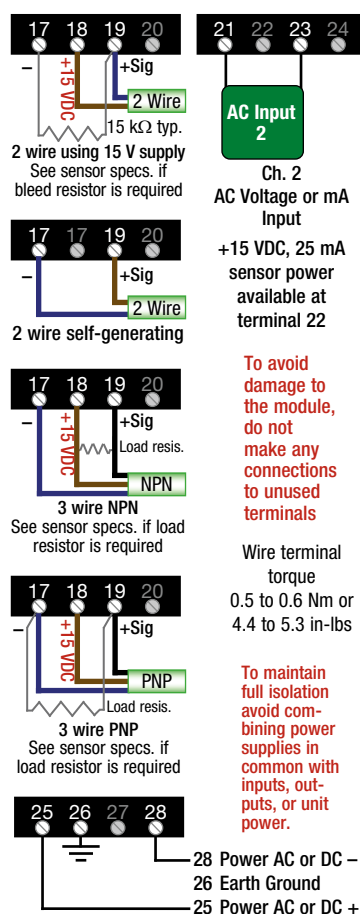 17 18 19 20
–
+15 VDC
+Sig
2 Wire
15 kΩ typ.
2 wire using 15 V supply
See sensor specs. if
bleed resistor is required
17 17 19 20
–
+Sig
2 Wire
2 wire self-generating
17 18 19 20
–
+15 VDC
+Sig
Load resis.
NPN
3 wire NPN
See sensor specs. if load
resistor is required
17 18 19 20
–
+15 VDC
+Sig
PNP
Load resis.
3 wire PNP
See sensor specs. if
load resistor is required
21 22 23 24
AC Input
2
Ch. 2
AC Voltage or mA
Input
+15 VDC, 25 mA
sensor power
available at
terminal 22
To avoid
damage to
the module,
do not
make any
connections
to unused
terminals
Wire terminal
torque
0.5 to 0.6 Nm or
4.4 to 5.3 in-lbs
To maintain
full isolation
avoid com-
bining power
supplies in
common with
inputs, out-
puts, or unit
power.
25 26 27 28
28 Power AC or DC –
26 Earth Ground
25 Power AC or DC +